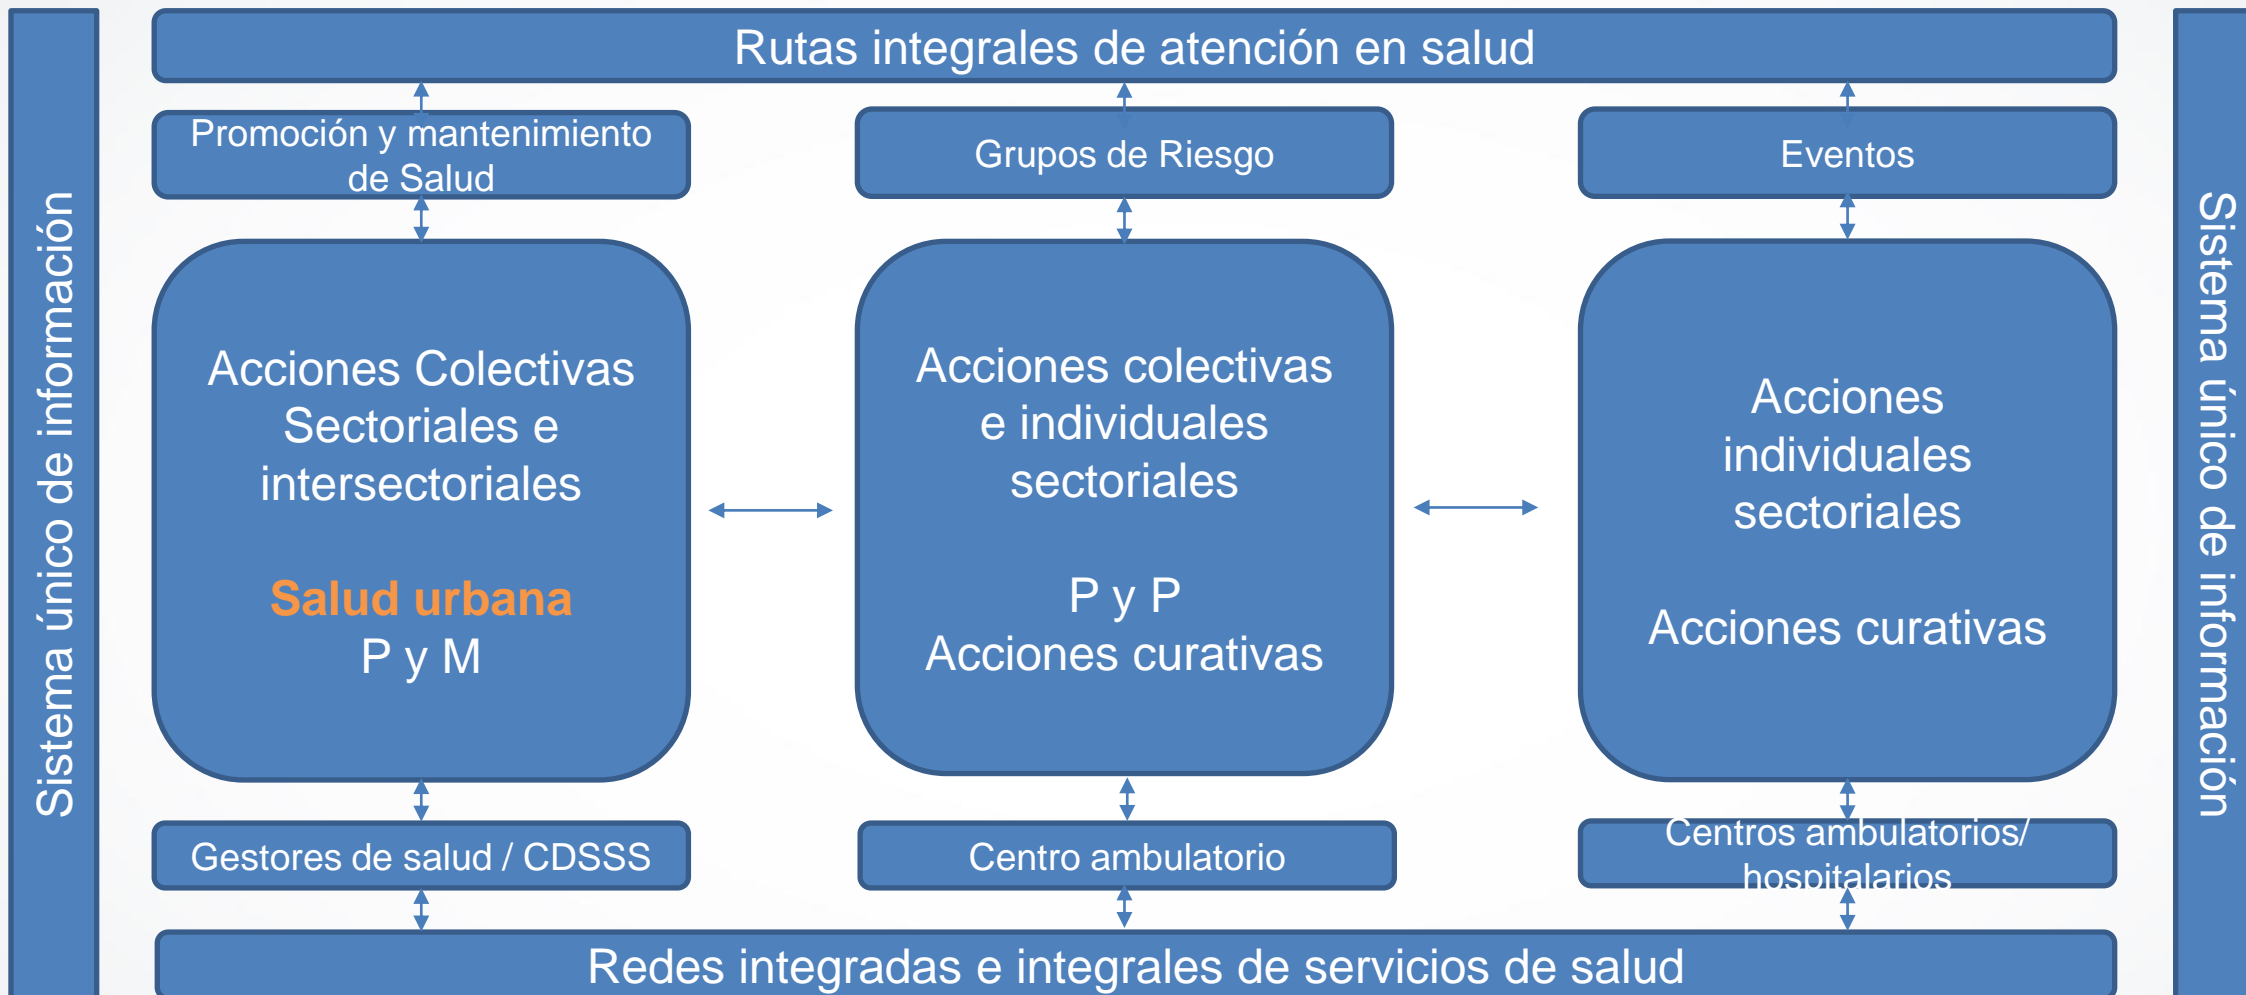 Rutas integrales de atención en salud
Sistema único de información
Promoción y mantenimiento
de Salud
Grupos de Riesgo
Eventos
Acciones Colectivas
Sectoriales e
intersectoriales
Salud urbana
P y M
Acciones colectivas
e individuales
sectoriales
P y P
Acciones curativas
Acciones
individuales
sectoriales
Acciones curativas
Sistema único de información
Gestores de salud / CDSSS
Centro ambulatorio
Centros ambulatorios/
hospitalarios
Redes integradas e integrales de servicios de salud